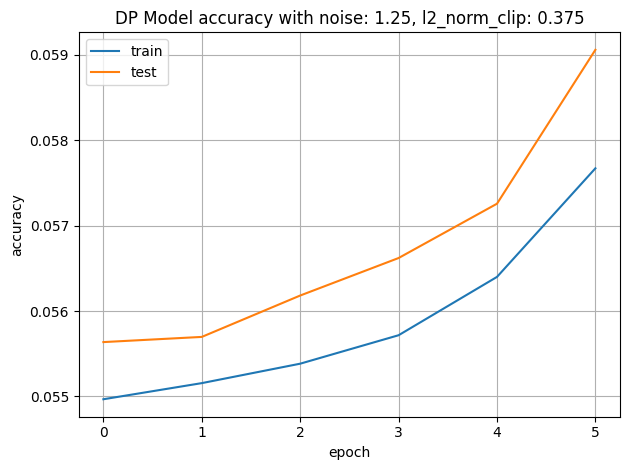 DP Model accuracy with noise: 1.25, l2_norm_clip: 0.375
train
test
0.059
0.058
0.057
0.056
0.055
accuracy
0 1 2 3 4 5
epoch